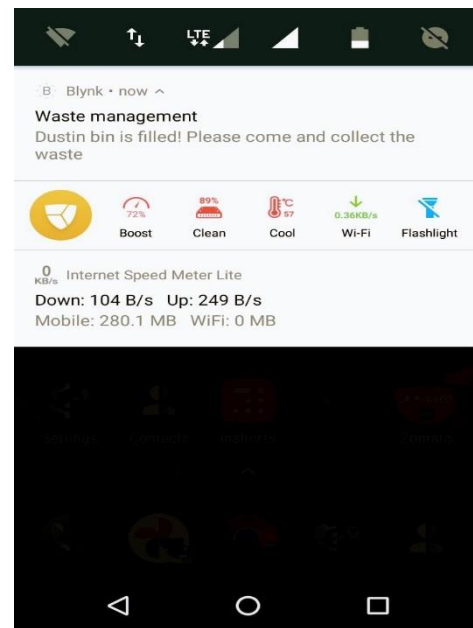 LTE
B Blynk • now
Waste management
Dustin bin is filled! Please come and collect the
waste
72% 89% °C 57 0.36KB/s
Boost Clean Cool Wi-Fi Flashlight
0 KB/s Internet Speed Meter Lite
Down: 104 B/s Up: 249 B/s
Mobile: 280.1 MB WiFi: 0 MB
Settings Contacts